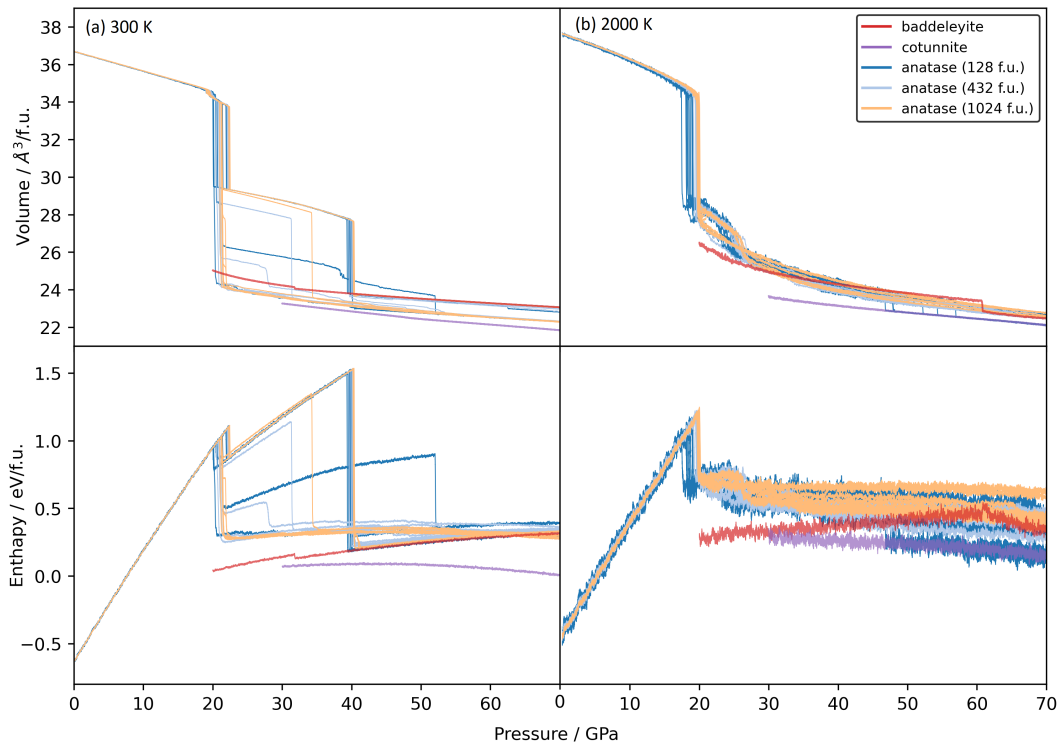 (a) 300 K
(b) 2000 K
baddeleyite
cotunnite
anatase (128 f.u.)
anatase (432 f.u.)
anatase (1024 f.u.)
38
36
34
32
30
28
26
24
22
Volume / Å³/f.u.
1.5
1.0
0.5
0.0
−0.5
Enthapy / eV/f.u.
0 10 20 30 40 50 60 0 10 20 30 40 50 60 70
Pressure / GPa